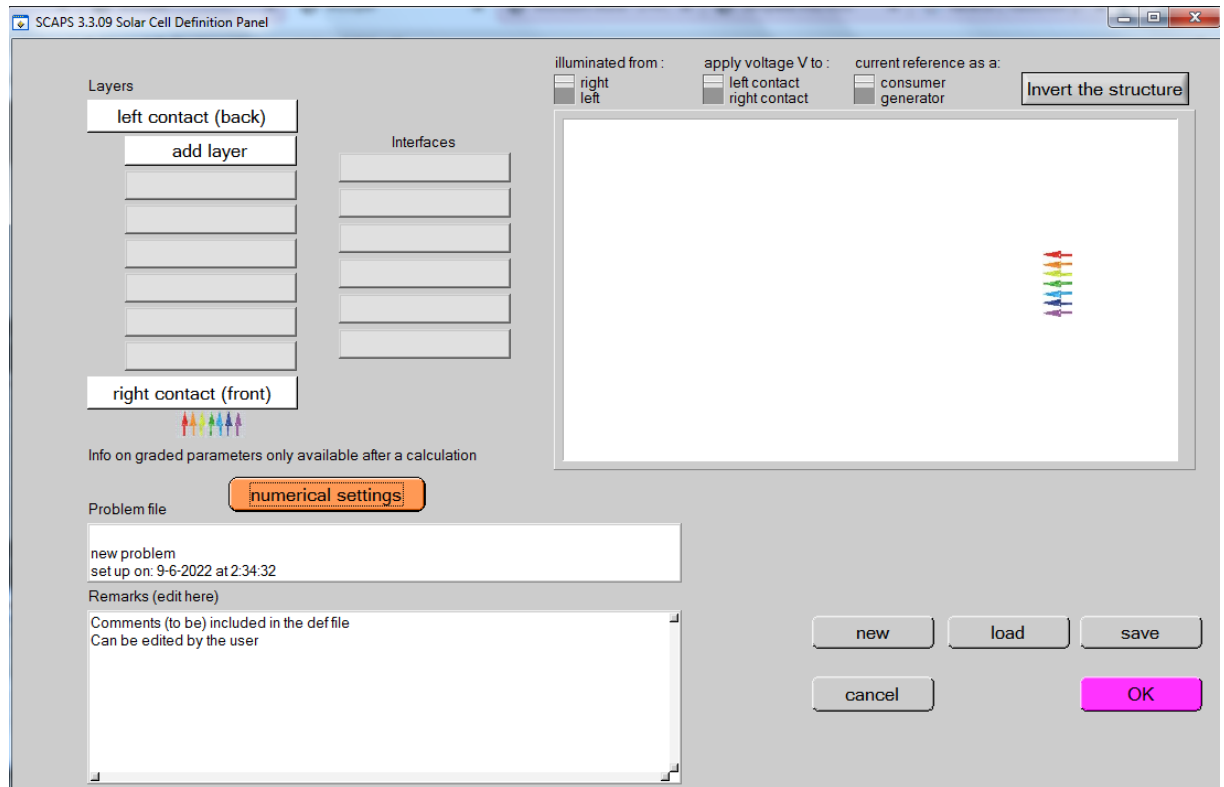 SCAPS 3.3.09 Solar Cell Definition Panel
illuminated from :
right
left
apply voltage V to :
left contact
right contact
current reference as a:
consumer
generator
Invert the structure
Layers
left contact (back)
add layer
Interfaces
right contact (front)
Info on graded parameters only available after a calculation
numerical settings
Problem file
new problem
set up on: 9-6-2022 at 2:34:32
Remarks (edit here)
Comments (to be) included in the def file
Can be edited by the user
new
load
save
cancel
OK